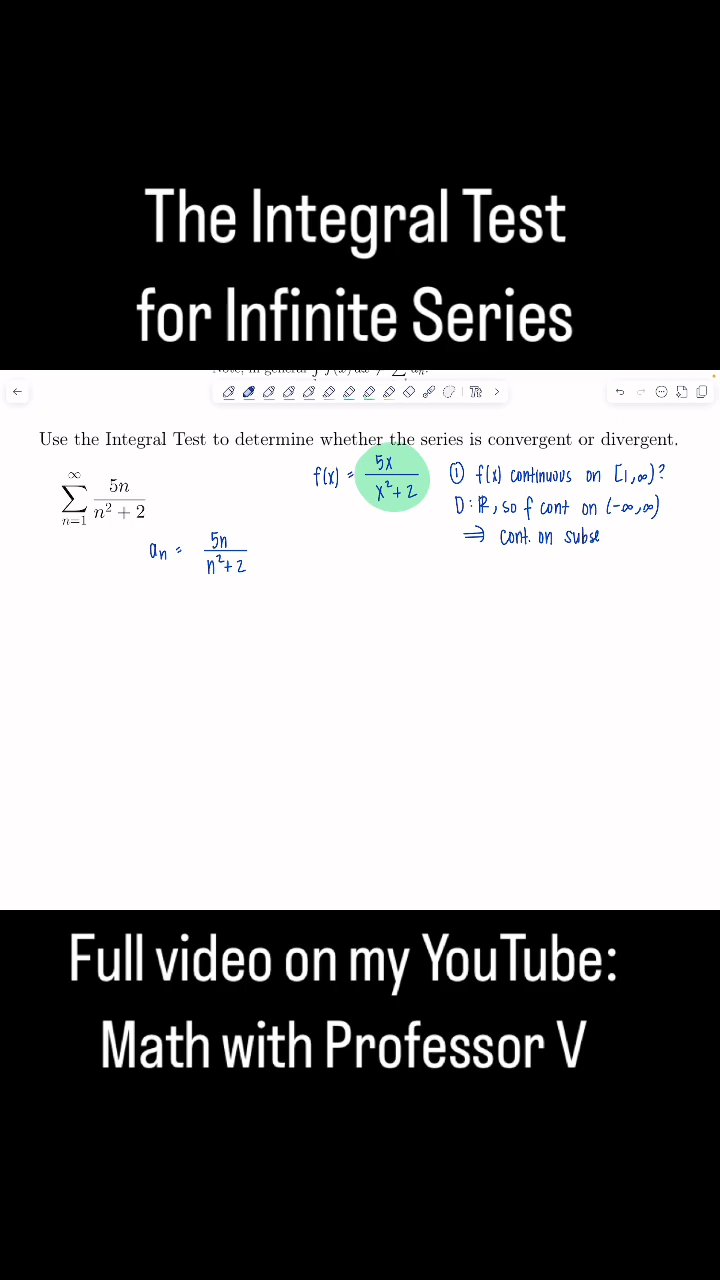 The Integral Test
for Infinite Series
Use the Integral Test to determine whether the series is convergent or divergent.
∞
∑ 5n / (n² + 2)
n=1
f(x) = 5x / (x² + 2)
① f(x) continuous on [1,∞)?
D: ℝ, so f cont on (-∞,∞)
⇒ cont. on subse
aₙ = 5n / (n² + 2)
Full video on my YouTube:
Math with Professor V